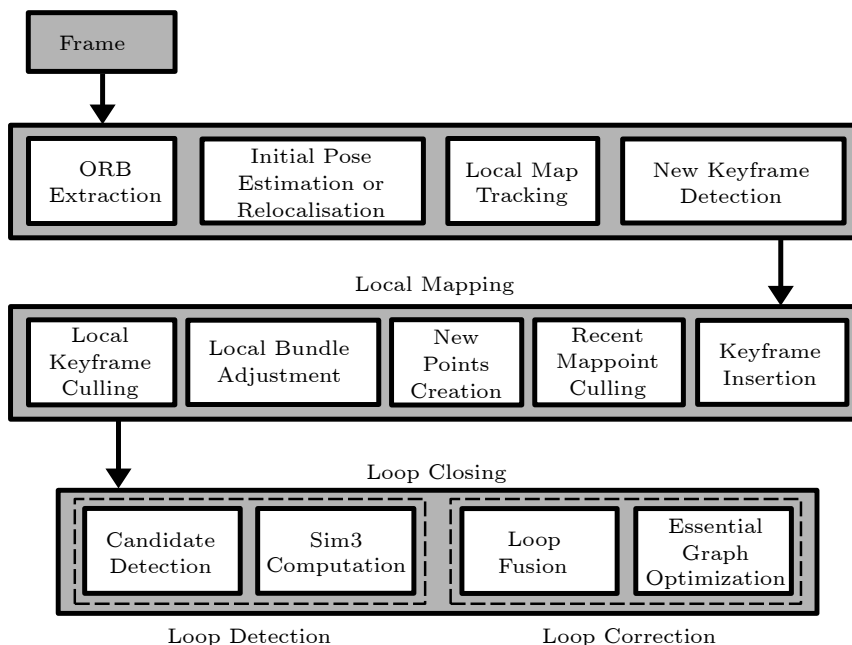 Frame
ORB
Extraction
Initial Pose
Estimation or
Relocalisation
Local Map
Tracking
New Keyframe
Detection
Local Mapping
Local
Keyframe
Culling
Local Bundle
Adjustment
New
Points
Creation
Recent
Mappoint
Culling
Keyframe
Insertion
Loop Closing
Candidate
Detection
Sim3
Computation
Loop
Fusion
Essential
Graph
Optimization
Loop Detection
Loop Correction